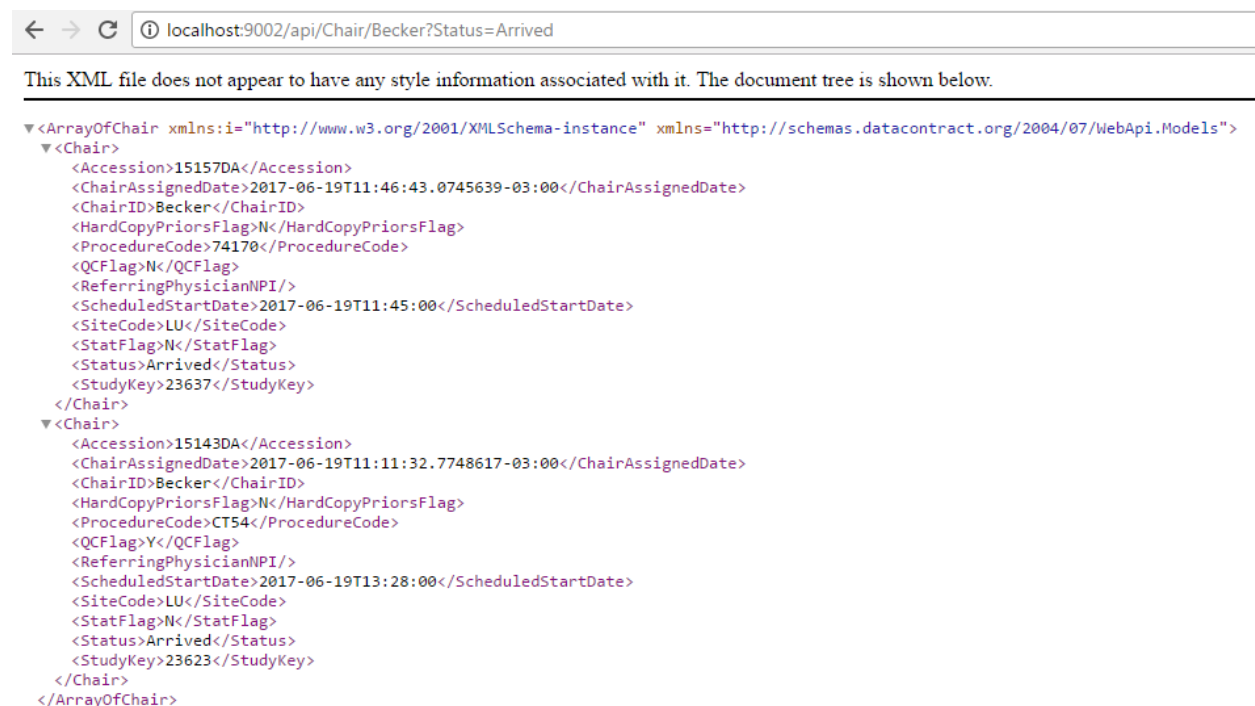 localhost:9002/api/Chair/Becker?Status=Arrived
This XML file does not appear to have any style information associated with it. The document tree is shown below.
▼<ArrayOfChair xmlns:i="http://www.w3.org/2001/XMLSchema-instance" xmlns="http://schemas.datacontract.org/2004/07/WebApi.Models">
▼<Chair>
<Accession>15157DA</Accession>
<ChairAssignedDate>2017-06-19T11:46:43.0745639-03:00</ChairAssignedDate>
<ChairID>Becker</ChairID>
<HardCopyPriorsFlag>N</HardCopyPriorsFlag>
<ProcedureCode>74170</ProcedureCode>
<QCFlag>N</QCFlag>
<ReferringPhysicianNPI/>
<ScheduledStartDate>2017-06-19T11:45:00</ScheduledStartDate>
<SiteCode>LU</SiteCode>
<StatFlag>N</StatFlag>
<Status>Arrived</Status>
<StudyKey>23637</StudyKey>
</Chair>
▼<Chair>
<Accession>15143DA</Accession>
<ChairAssignedDate>2017-06-19T11:11:32.7748617-03:00</ChairAssignedDate>
<ChairID>Becker</ChairID>
<HardCopyPriorsFlag>N</HardCopyPriorsFlag>
<ProcedureCode>CT54</ProcedureCode>
<QCFlag>Y</QCFlag>
<ReferringPhysicianNPI/>
<ScheduledStartDate>2017-06-19T13:28:00</ScheduledStartDate>
<SiteCode>LU</SiteCode>
<StatFlag>N</StatFlag>
<Status>Arrived</Status>
<StudyKey>23623</StudyKey>
</Chair>
</ArrayOfChair>